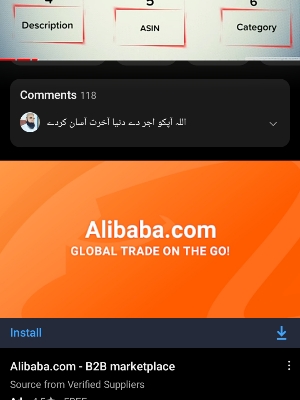 4
5
6
Description
ASIN
Category
Comments 118
اللہ آپکو اجر دے دنیا آخرت آسان کردے
Alibaba.com
GLOBAL TRADE ON THE GO!
Install
Alibaba.com - B2B marketplace
Source from Verified Suppliers
FREE